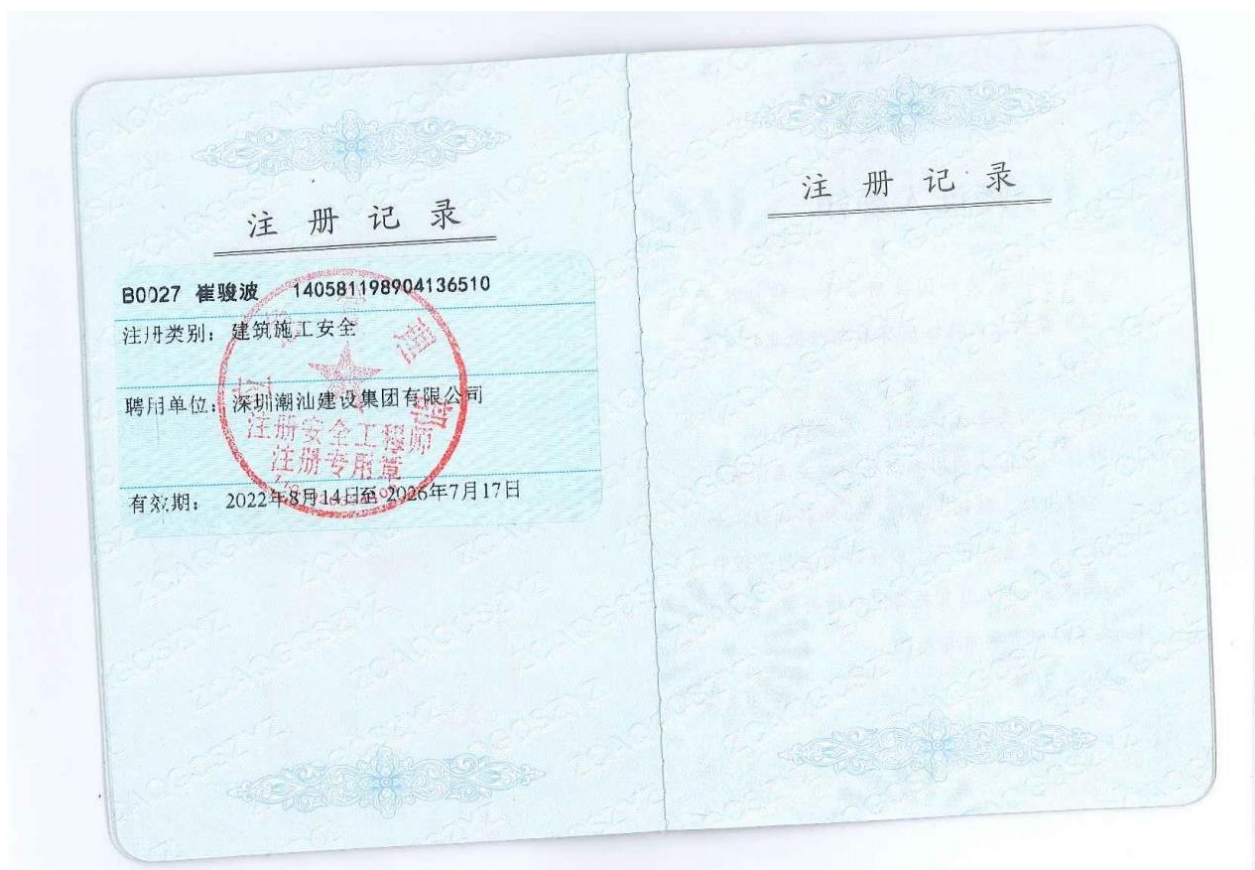 注册记录
B0027 崔骏波 140581198904136510
注册类别: 建筑施工安全
聘用单位: 深圳潮汕建设集团有限公司
注册安全工程师
注册专用章
有效期: 2022年8月14日至 2026年7月17日
注册记录